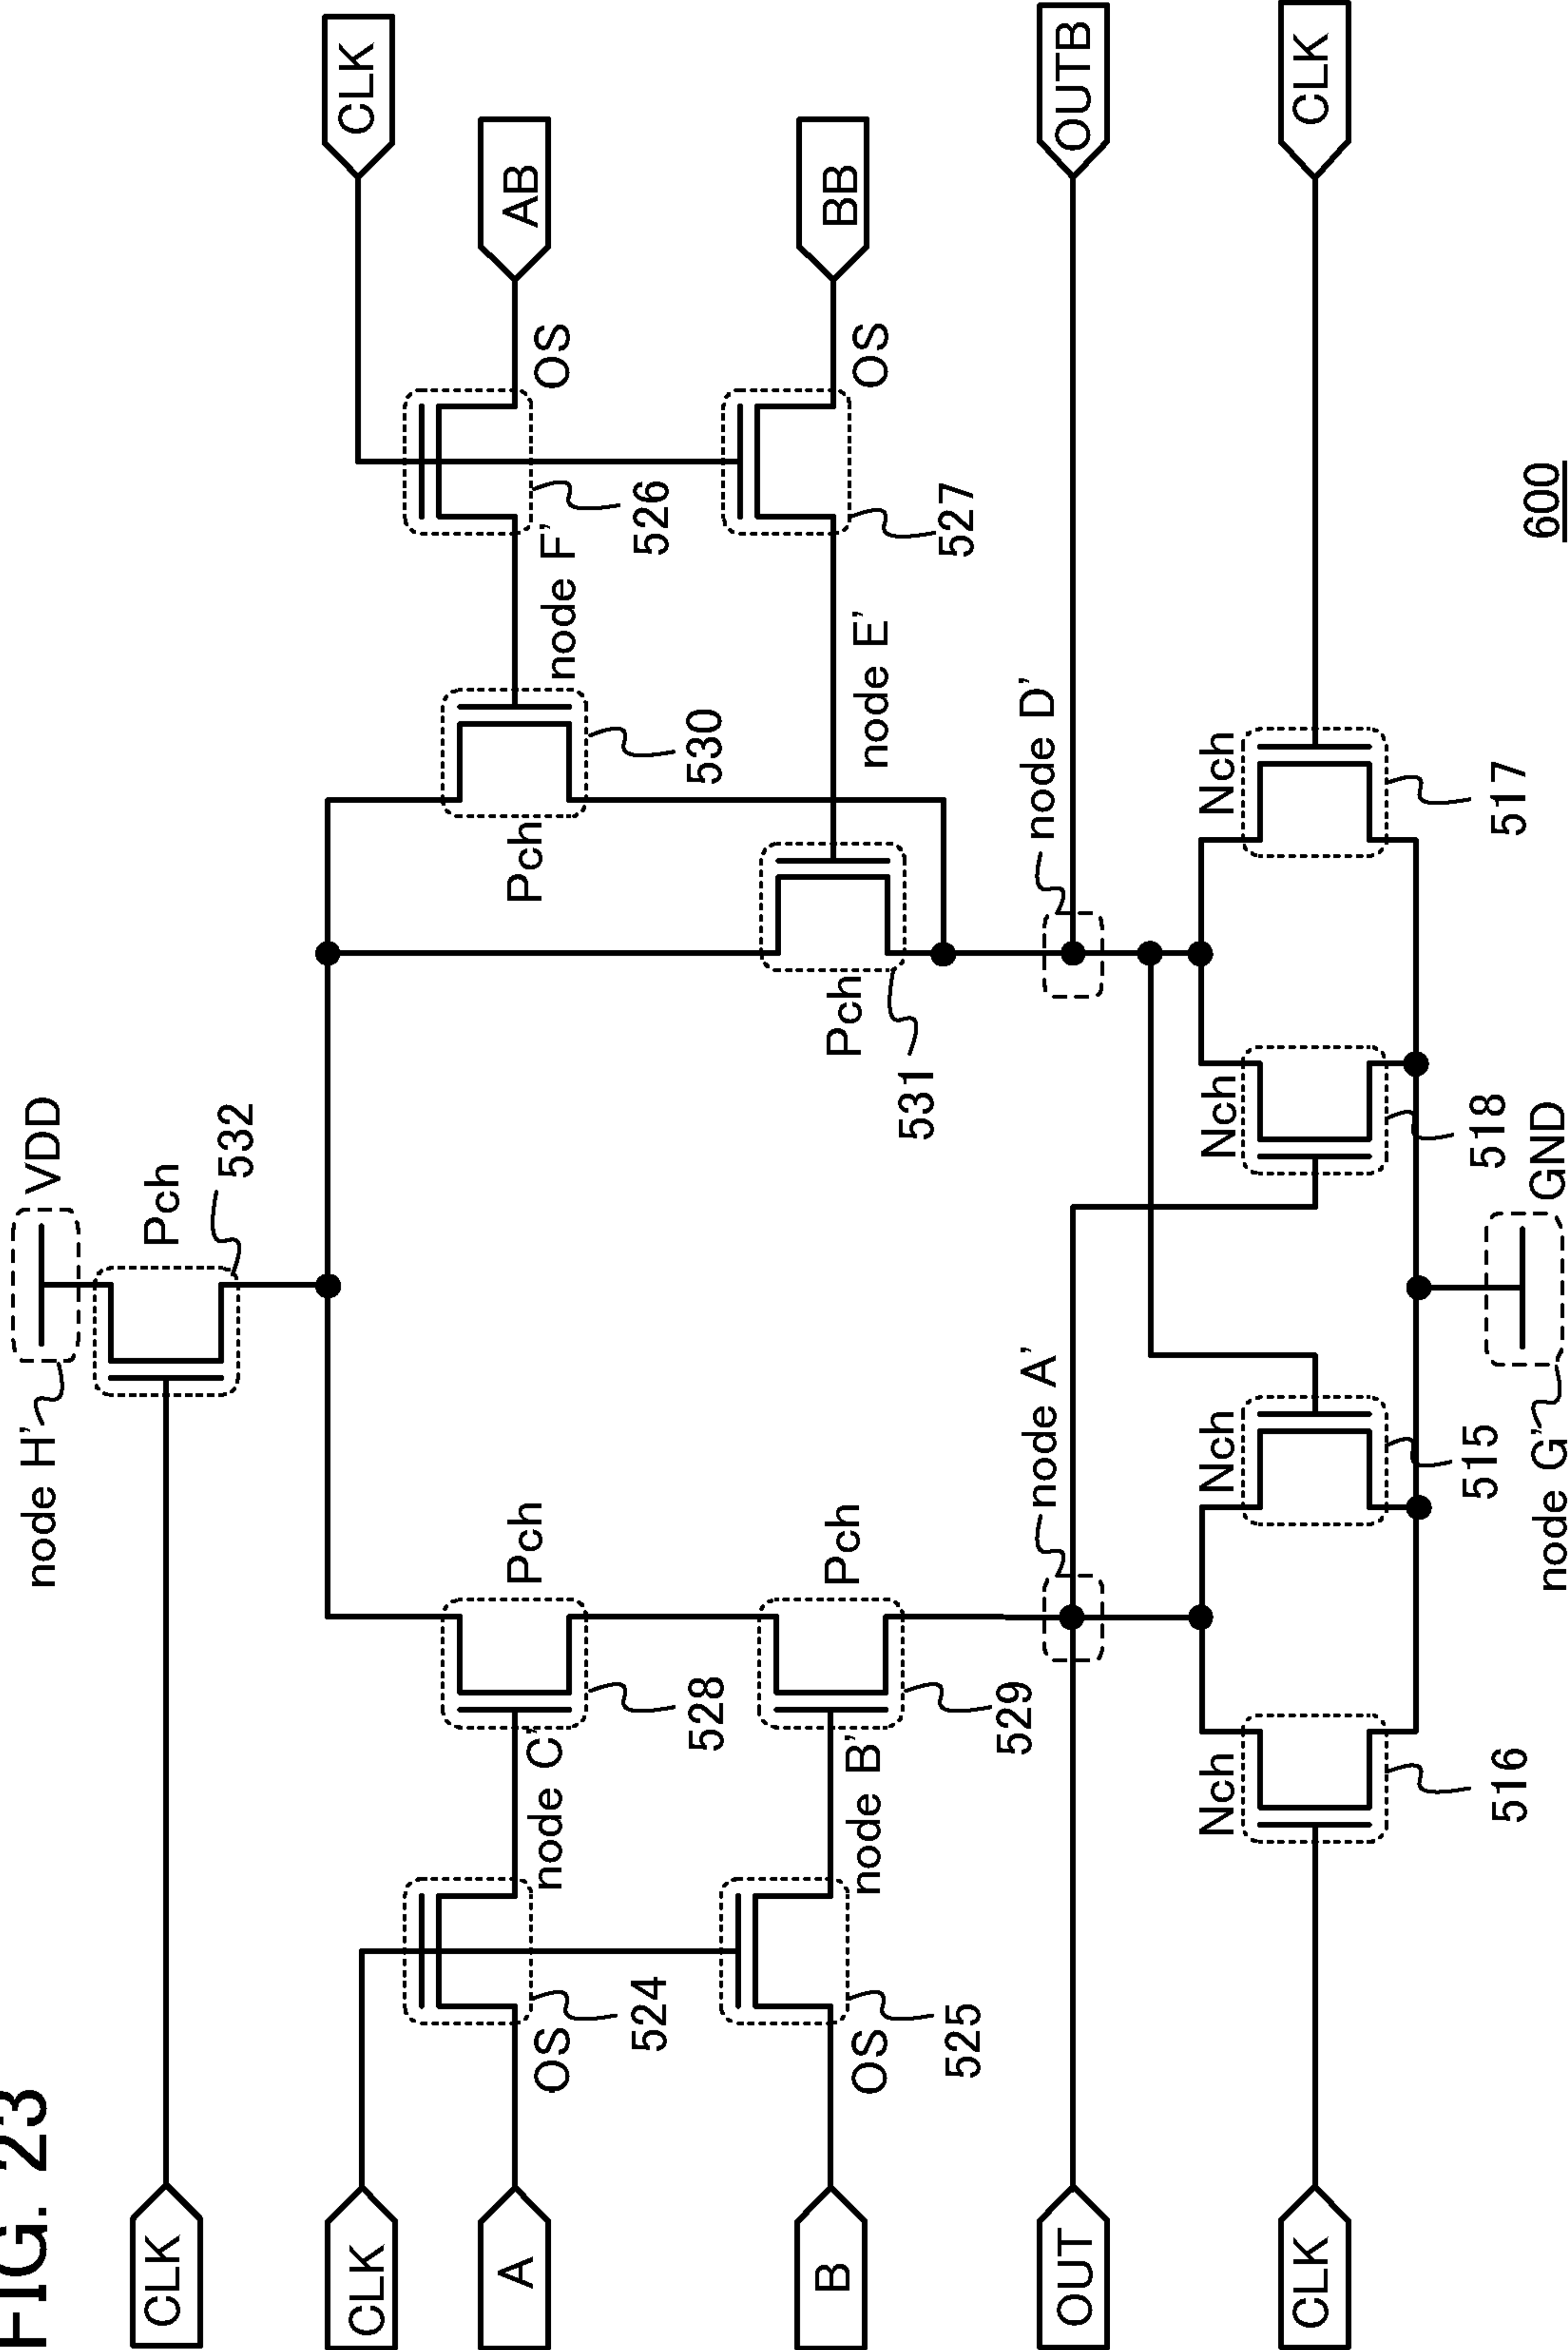 FIG. 23
node H'
VDD
Pch
532
CLK
CLK
CLK
A
OS
524
node C'
Pch
528
Pch
530
node F'
526
OS
AB
B
OS
525
node B'
Pch
529
Pch
531
node E'
527
OS
BB
OUT
node A'
node D'
OUTB
CLK
Nch
516
Nch
515
Nch
518
Nch
517
CLK
node G'
GND
600